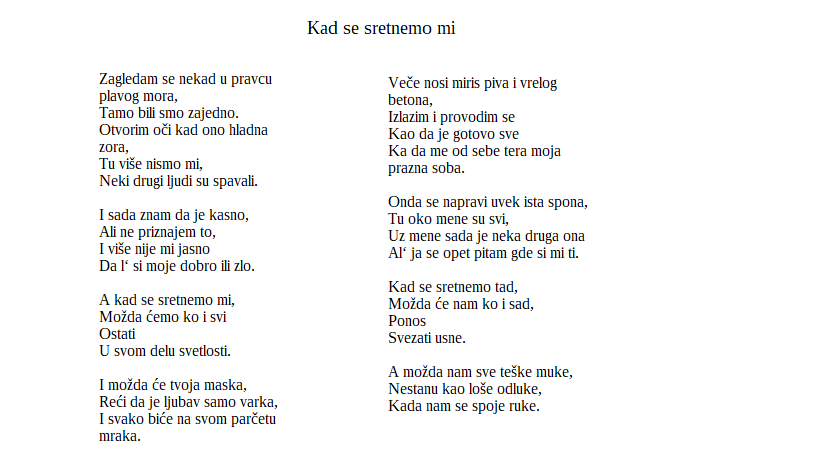 Kad se sretnemo mi
Zagledam se nekad u pravcu
plavog mora,
Tamo bili smo zajedno.
Otvorim oči kad ono hladna
zora,
Tu više nismo mi,
Neki drugi ljudi su spavali.
I sada znam da je kasno,
Ali ne priznajem to,
I više nije mi jasno
Da l‘ si moje dobro ili zlo.
A kad se sretnemo mi,
Možda ćemo ko i svi
Ostati
U svom delu svetlosti.
I možda će tvoja maska,
Reći da je ljubav samo varka,
I svako biće na svom parčetu
mraka.
Veče nosi miris piva i vrelog
betona,
Izlazim i provodim se
Kao da je gotovo sve
Ka da me od sebe tera moja
prazna soba.
Onda se napravi uvek ista spona,
Tu oko mene su svi,
Uz mene sada je neka druga ona
Al‘ ja se opet pitam gde si mi ti.
Kad se sretnemo tad,
Možda će nam ko i sad,
Ponos
Svezati usne.
A možda nam sve teške muke,
Nestanu kao loše odluke,
Kada nam se spoje ruke.